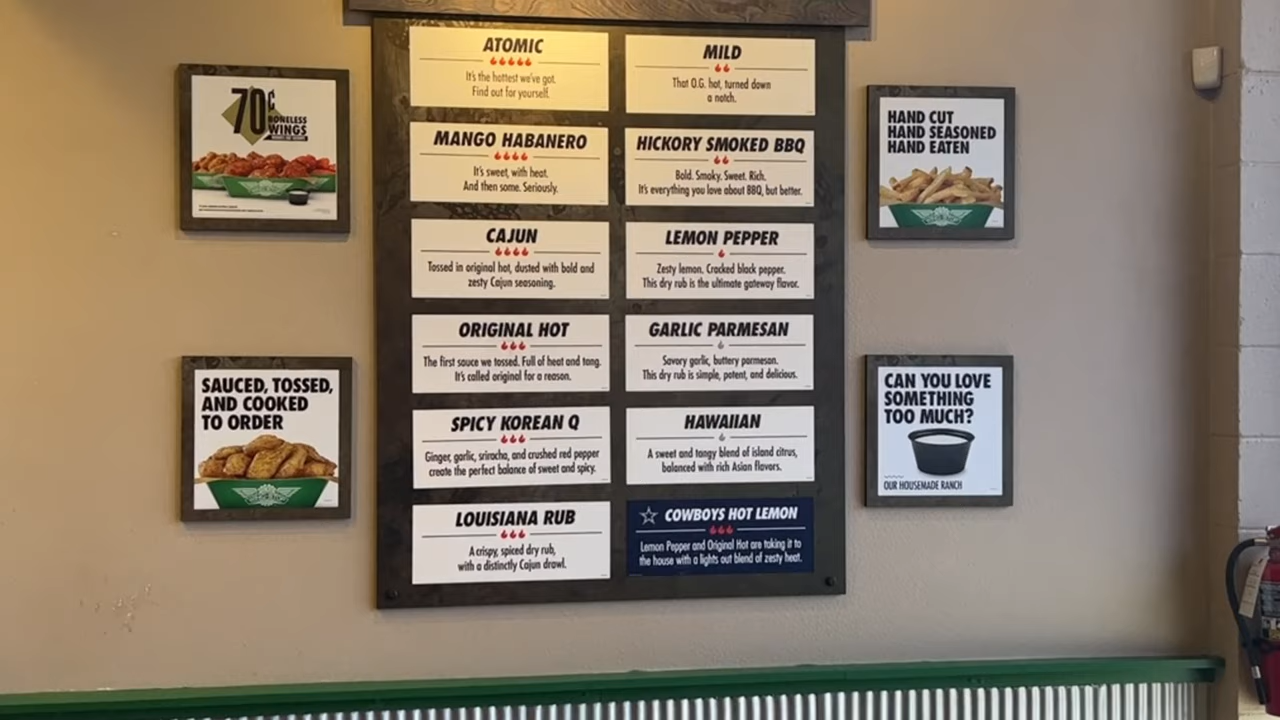 70¢
BONELESS
WINGS
SAUCED, TOSSED,
AND COOKED
TO ORDER
ATOMIC
It's the hottest we've got.
Find out for yourself.
MANGO HABANERO
It's sweet, with heat.
And then some. Seriously.
CAJUN
Tossed in original hot, dusted with bold and
zesty Cajun seasoning.
ORIGINAL HOT
The first sauce we tossed. Full of heat and tang.
It's called original for a reason.
SPICY KOREAN Q
Ginger, garlic, sriracha, and crushed red pepper
create the perfect balance of sweet and spicy.
LOUISIANA RUB
A crispy, spiced dry rub,
with a distinctly Cajun drawl.
MILD
That O.G. hot, turned down
a notch.
HICKORY SMOKED BBQ
Bold. Smoky. Sweet. Rich.
It's everything you love about BBQ, but better.
LEMON PEPPER
Zesty lemon. Cracked black pepper.
This dry rub is the ultimate gateway flavor.
GARLIC PARMESAN
Savory garlic, buttery parmesan.
This dry rub is simple, potent, and delicious.
HAWAIIAN
A sweet and tangy blend of island citrus,
balanced with rich Asian flavors.
COWBOYS HOT LEMON
Lemon Pepper and Original Hot are taking it to
the house with a lights out blend of zesty heat.
HAND CUT
HAND SEASONED
HAND EATEN
CAN YOU LOVE
SOMETHING
TOO MUCH?
OUR HOUSEMADE RANCH